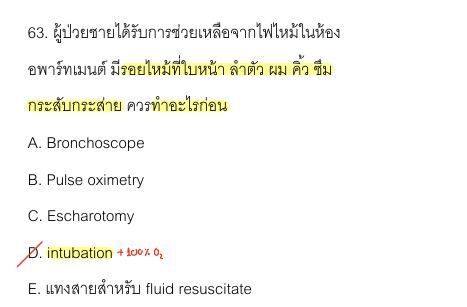 63. ผู้ป่วยชายได้รับการช่วยเหลือจากไฟไหม้ในห้อง
อพาร์ทเมนต์ มีรอยไหม้ที่ใบหน้า ลำตัว ผม คิ้ว ซึม
กระสับกระส่าย ควรทำอะไรก่อน
A. Bronchoscope
B. Pulse oximetry
C. Escharotomy
D. intubation + 100% O₂
E. แทงสายสำหรับ fluid resuscitate